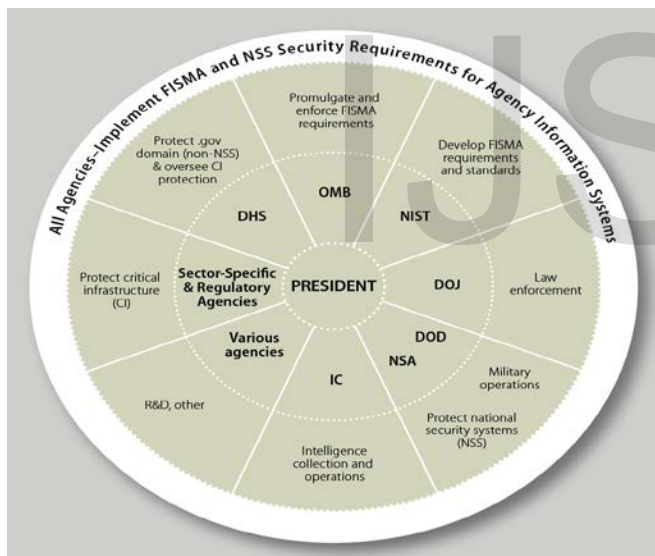 All Agencies–Implement FISMA and NSS Security Requirements for Agency Information Systems
Promulgate and
enforce FISMA
requirements
Protect .gov
domain (non-NSS)
& oversee CI
protection
Develop FISMA
requirements
and standards
OMB
DHS
NIST
Protect critical
infrastructure
(CI)
Sector-Specific
& Regulatory
Agencies
PRESIDENT
DOJ
Law
enforcement
Various
agencies
IC
DOD
NSA
Military
operations
Protect national
security systems
(NSS)
R&D, other
Intelligence
collection and
operations
IJS